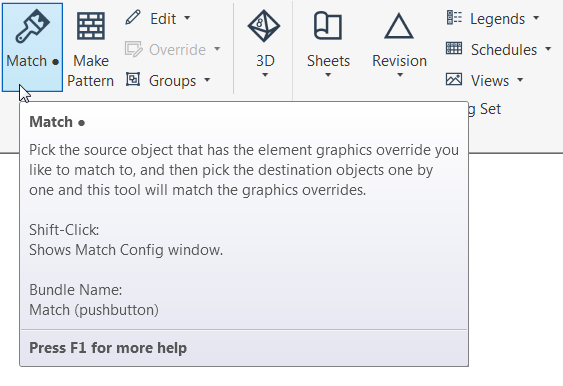 Match ●
Make
Pattern
Edit
Override
Groups
3D
Sheets
Revision
Legends
Schedules
Views
g Set
Match ●
Pick the source object that has the element graphics override you
like to match to, and then pick the destination objects one by
one and this tool will match the graphics overrides.
Shift-Click:
Shows Match Config window.
Bundle Name:
Match (pushbutton)
Press F1 for more help